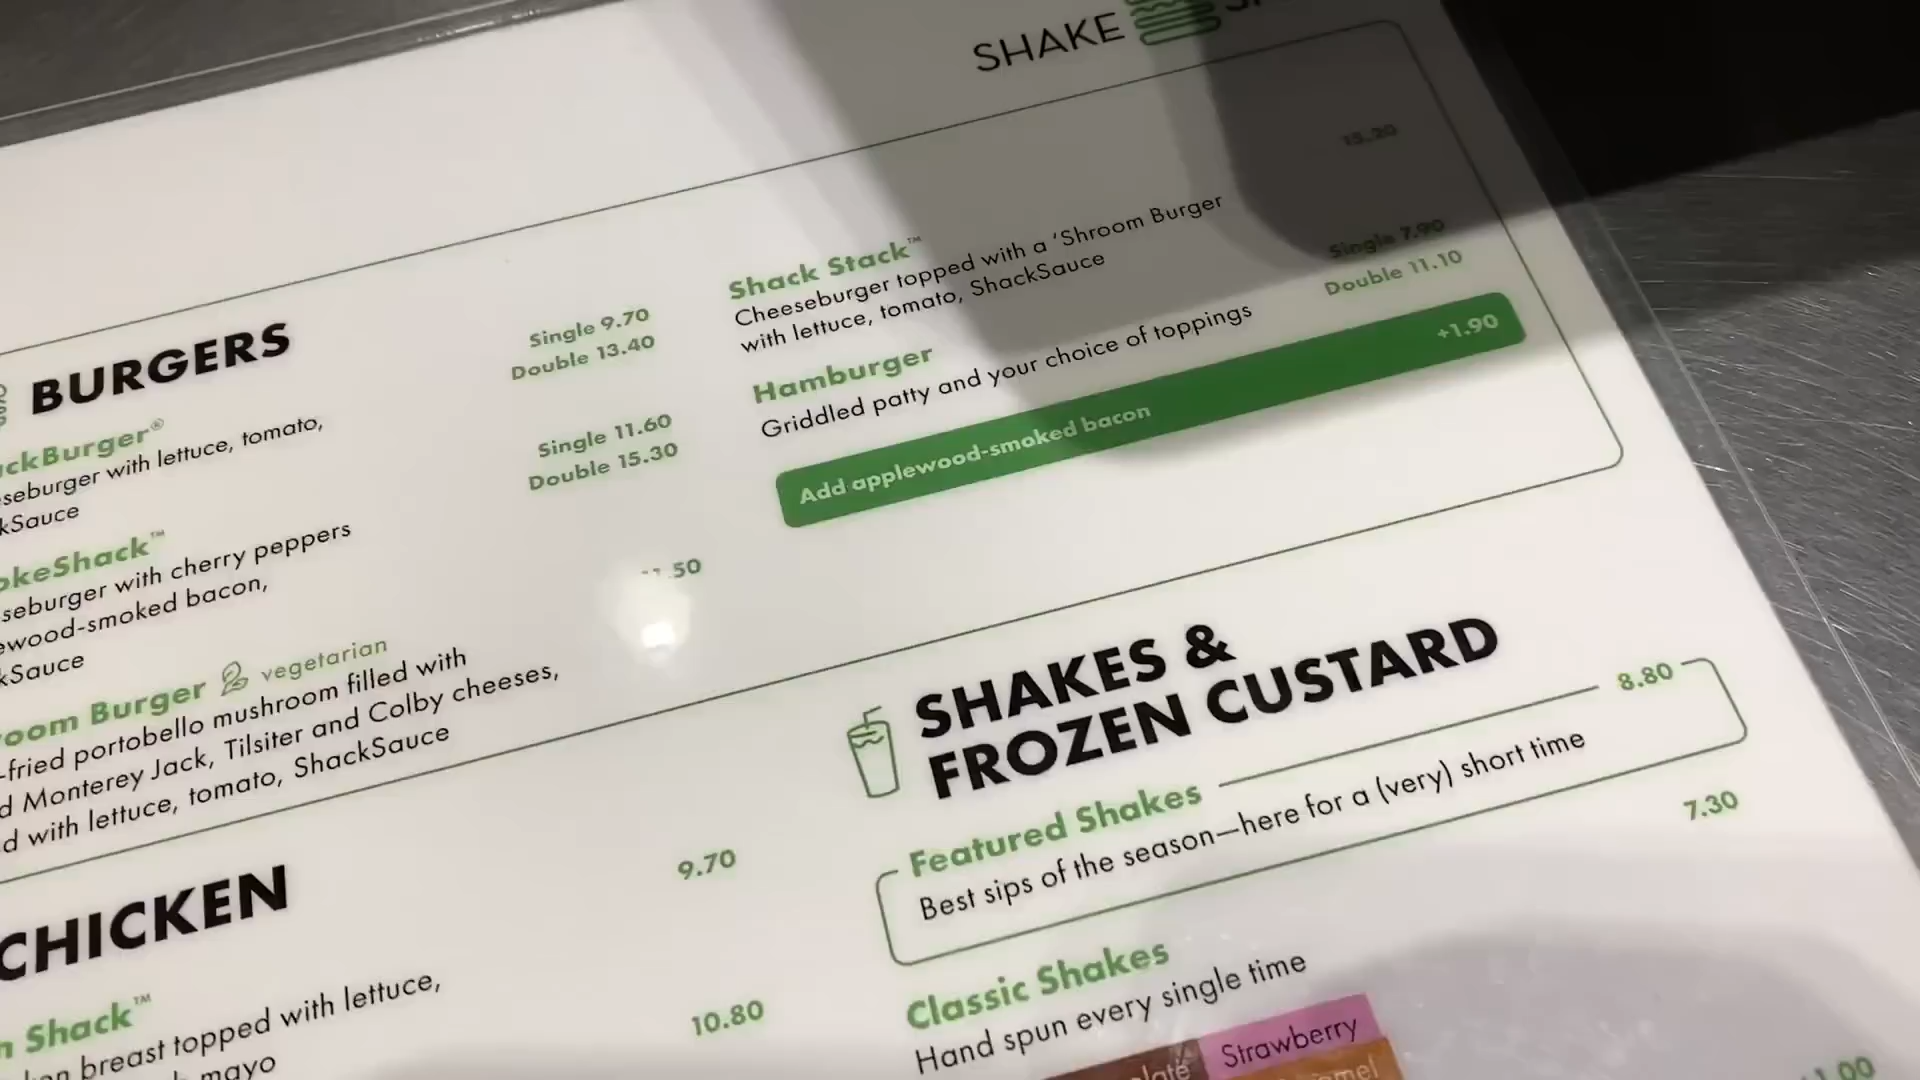 SHAKE
BURGERS
Single 9.70
Double 13.40
seburger with lettuce, tomato,
kSauce
Single 11.60
Double 15.30
seburger with cherry peppers
ewood-smoked bacon,
kSauce
.50
room Burger vegetarian
-fried portobello mushroom filled with
d Monterey Jack, Tilsiter and Colby cheeses,
d with lettuce, tomato, ShackSauce
Shack Stack™
15.20
Cheeseburger topped with a ‘Shroom Burger
with lettuce, tomato, ShackSauce
Hamburger
Single 7.90
Double 11.10
Griddled patty and your choice of toppings
Add applewood-smoked bacon +1.90
CHICKEN
9.70
n Shack™
breast topped with lettuce,
mayo
10.80
SHAKES &
FROZEN CUSTARD
Featured Shakes 8.80
Best sips of the season—here for a (very) short time
Classic Shakes 7.30
Hand spun every single time
Strawberry